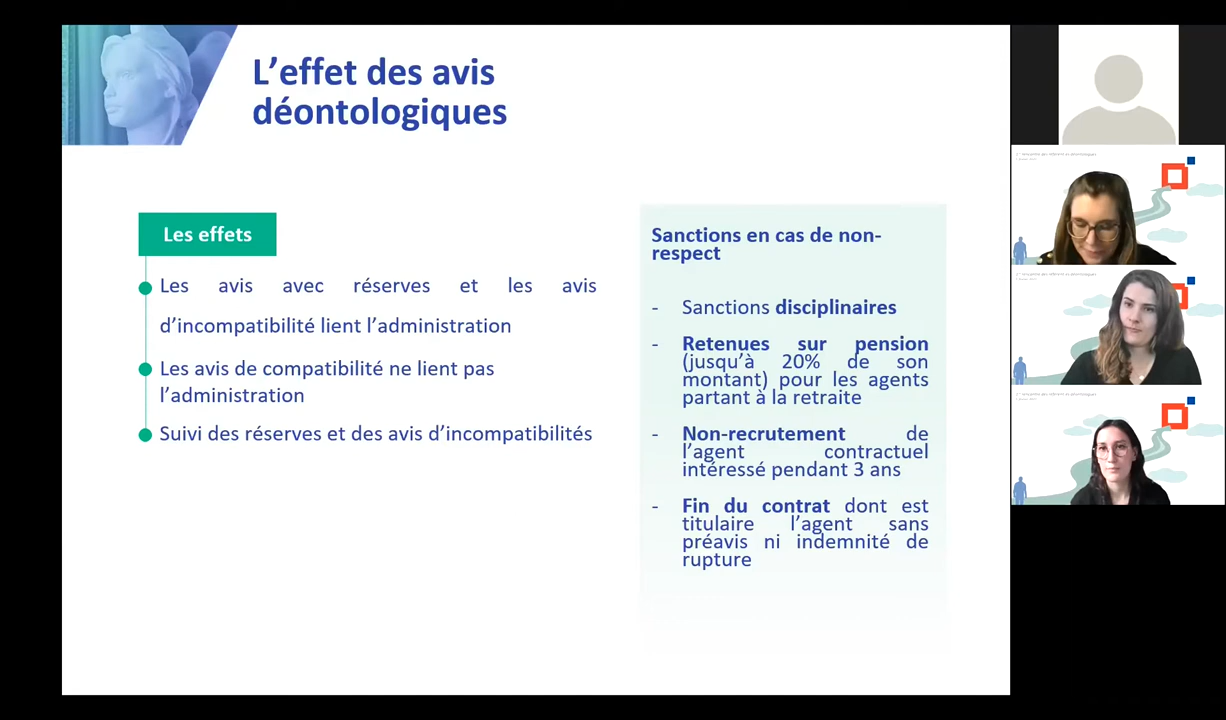 L’effet des avis
déontologiques
Les effets
Les avis avec réserves et les avis
d’incompatibilité lient l’administration
Les avis de compatibilité ne lient pas
l’administration
Suivi des réserves et des avis d’incompatibilités
Sanctions en cas de non-
respect
- Sanctions disciplinaires
- Retenues sur pension
(jusqu’à 20% de son
montant) pour les agents
partant à la retraite
- Non-recrutement de
l’agent contractuel
intéressé pendant 3 ans
- Fin du contrat dont est
titulaire l’agent sans
préavis ni indemnité de
rupture